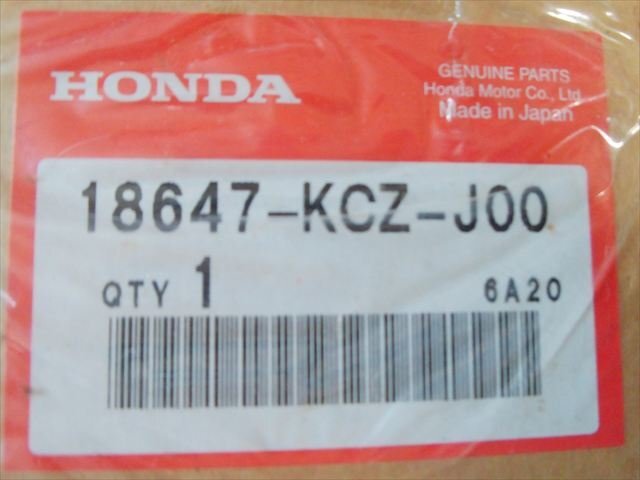 HONDA
GENUINE PARTS
Honda Motor Co., Ltd.
Made in Japan
18647-KCZ-J00
QTY 1
6A20